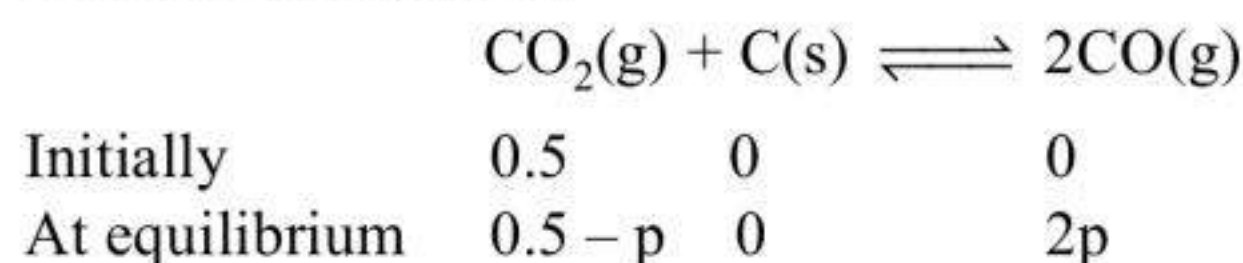 CO₂(g) + C(s) ⇌ 2CO(g)
Initially 0.5 0 0
At equilibrium 0.5 – p 0 2p